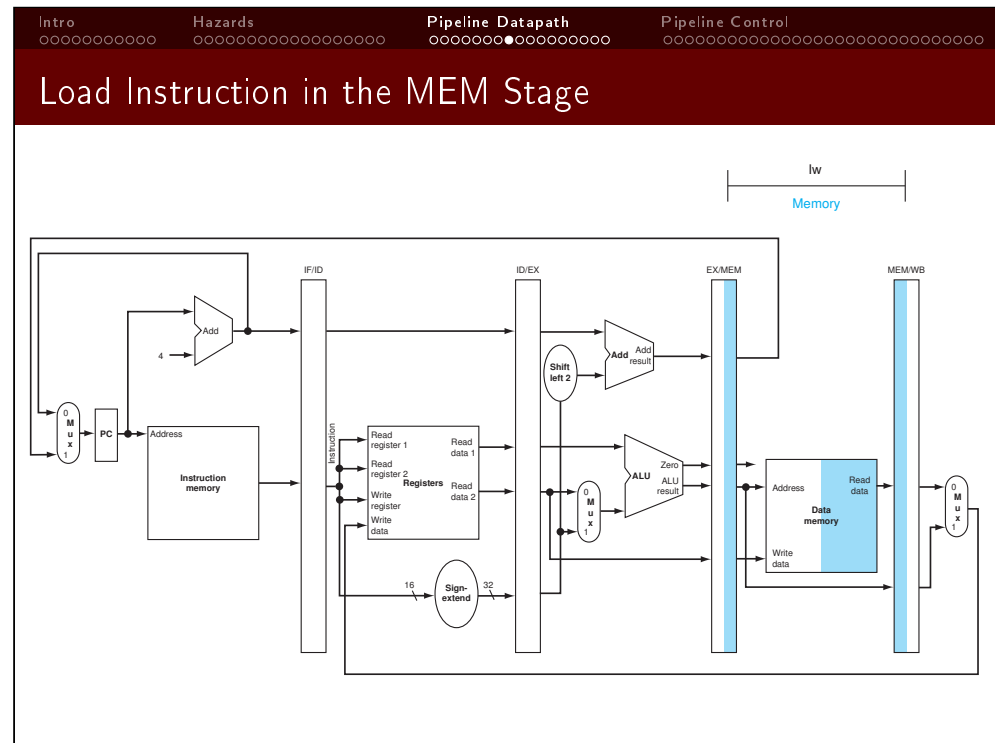 Intro Hazards Pipeline Datapath Pipeline Control
Load Instruction in the MEM Stage
lw
Memory
IF/ID
ID/EX
EX/MEM
MEM/WB
Add
4
Add
Add
result
Shift
left 2
0
M
u
x
1
PC
Address
Instruction
memory
Instruction
Read
register 1
Read
register 2
Write
register
Write
data
Registers
Read
data 1
Read
data 2
16
Sign-
extend
32
0
M
u
x
1
ALU
Zero
ALU
result
Address
Write
data
Data
memory
Read
data
0
M
u
x
1